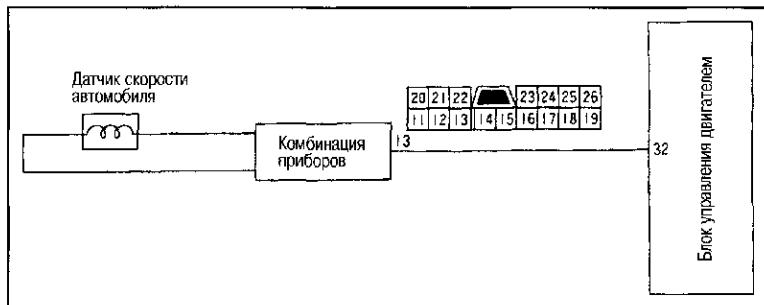 Датчик скорости
автомобиля
20 21 22 23 24 25 26
11 12 13 14 15 16 17 18 19
Комбинация
приборов
13
32
Блок управления двигателем